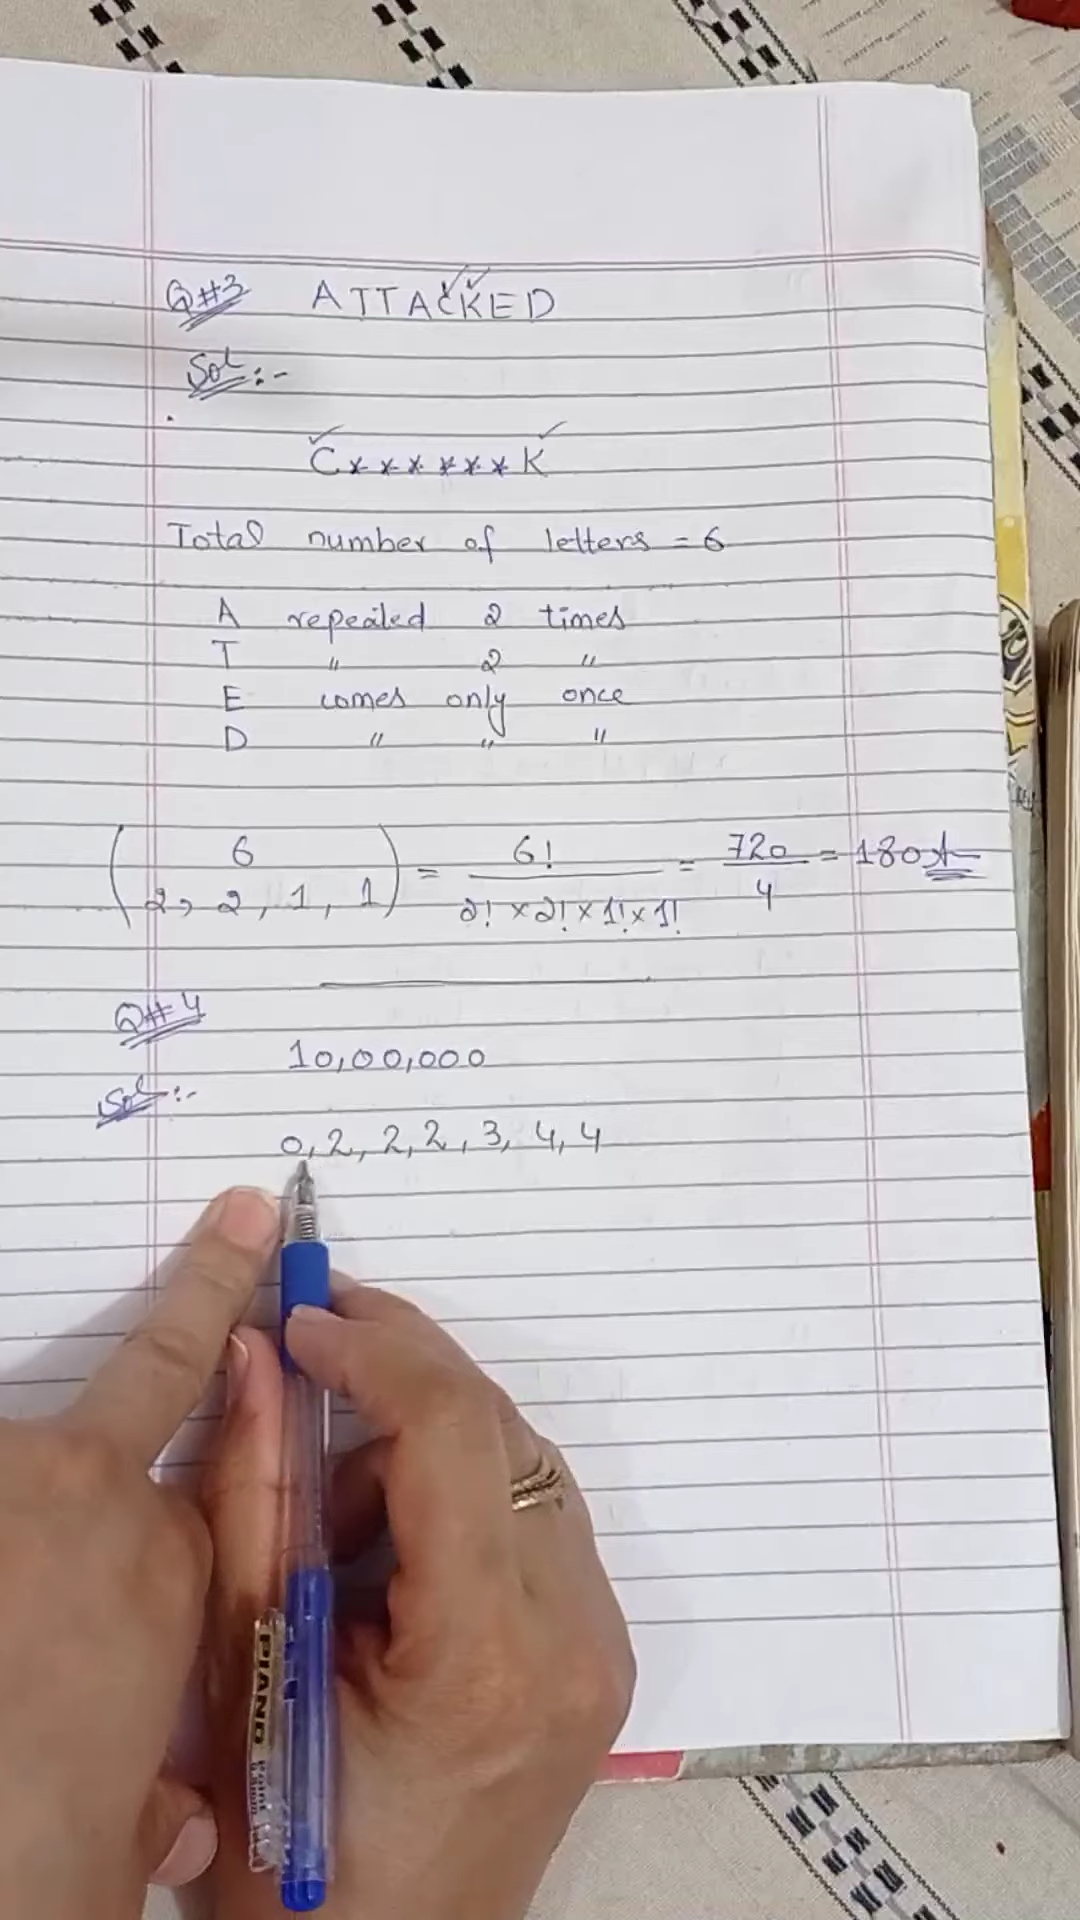 Q#3 ATTACKED
Sol:-
C******K
Total number of letters = 6
A repeated 2 times
T " 2 "
E comes only once
D " " "
( 6 / 2, 2, 1, 1 ) = 6! / 2! × 2! × 1! × 1! = 720 / 4 = 180
Q#4
10,00,000
Sol:-
0, 2, 2, 2, 3, 4, 4
PIANO
Point